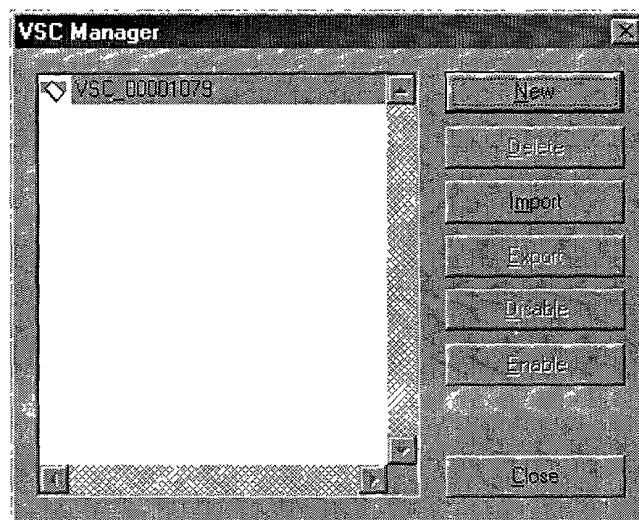 VSC Manager
VSC_00001079
New
Delete
Import
Export
Disable
Enable
Close